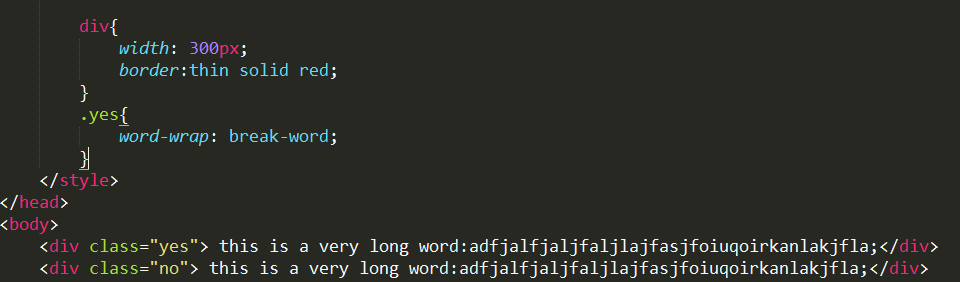 div{
width: 300px;
border:thin solid red;
}
.yes{
word-wrap: break-word;
}
</style>
</head>
<body>
<div class="yes"> this is a very long word:adfjalfjaljfaljlajfasjfoiuqoirkanlakjfla;</div>
<div class="no"> this is a very long word:adfjalfjaljfaljlajfasjfoiuqoirkanlakjfla;</div>